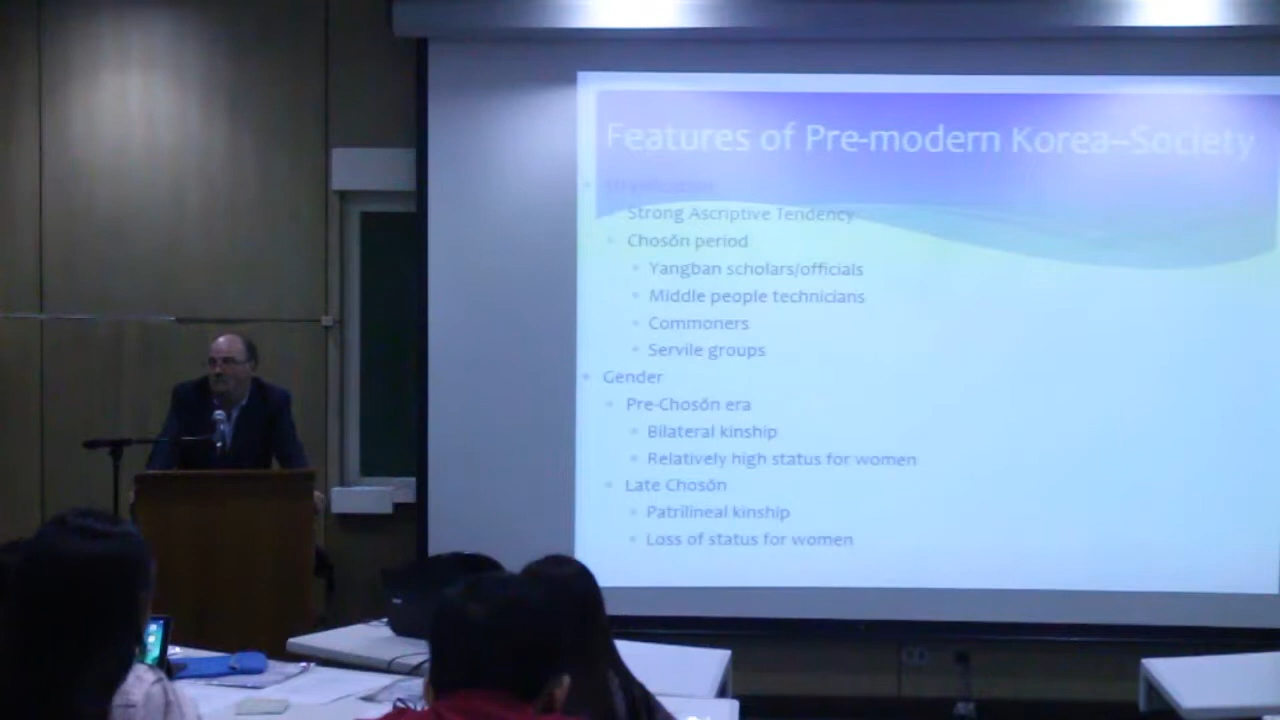 Features of Pre-modern Korea–Society
Strong Ascriptive Tendency
Chosŏn period
Yangban scholars/officials
Middle people technicians
Commoners
Servile groups
Gender
Pre-Chosŏn era
Bilateral kinship
Relatively high status for women
Late Chosŏn
Patrilineal kinship
Loss of status for women